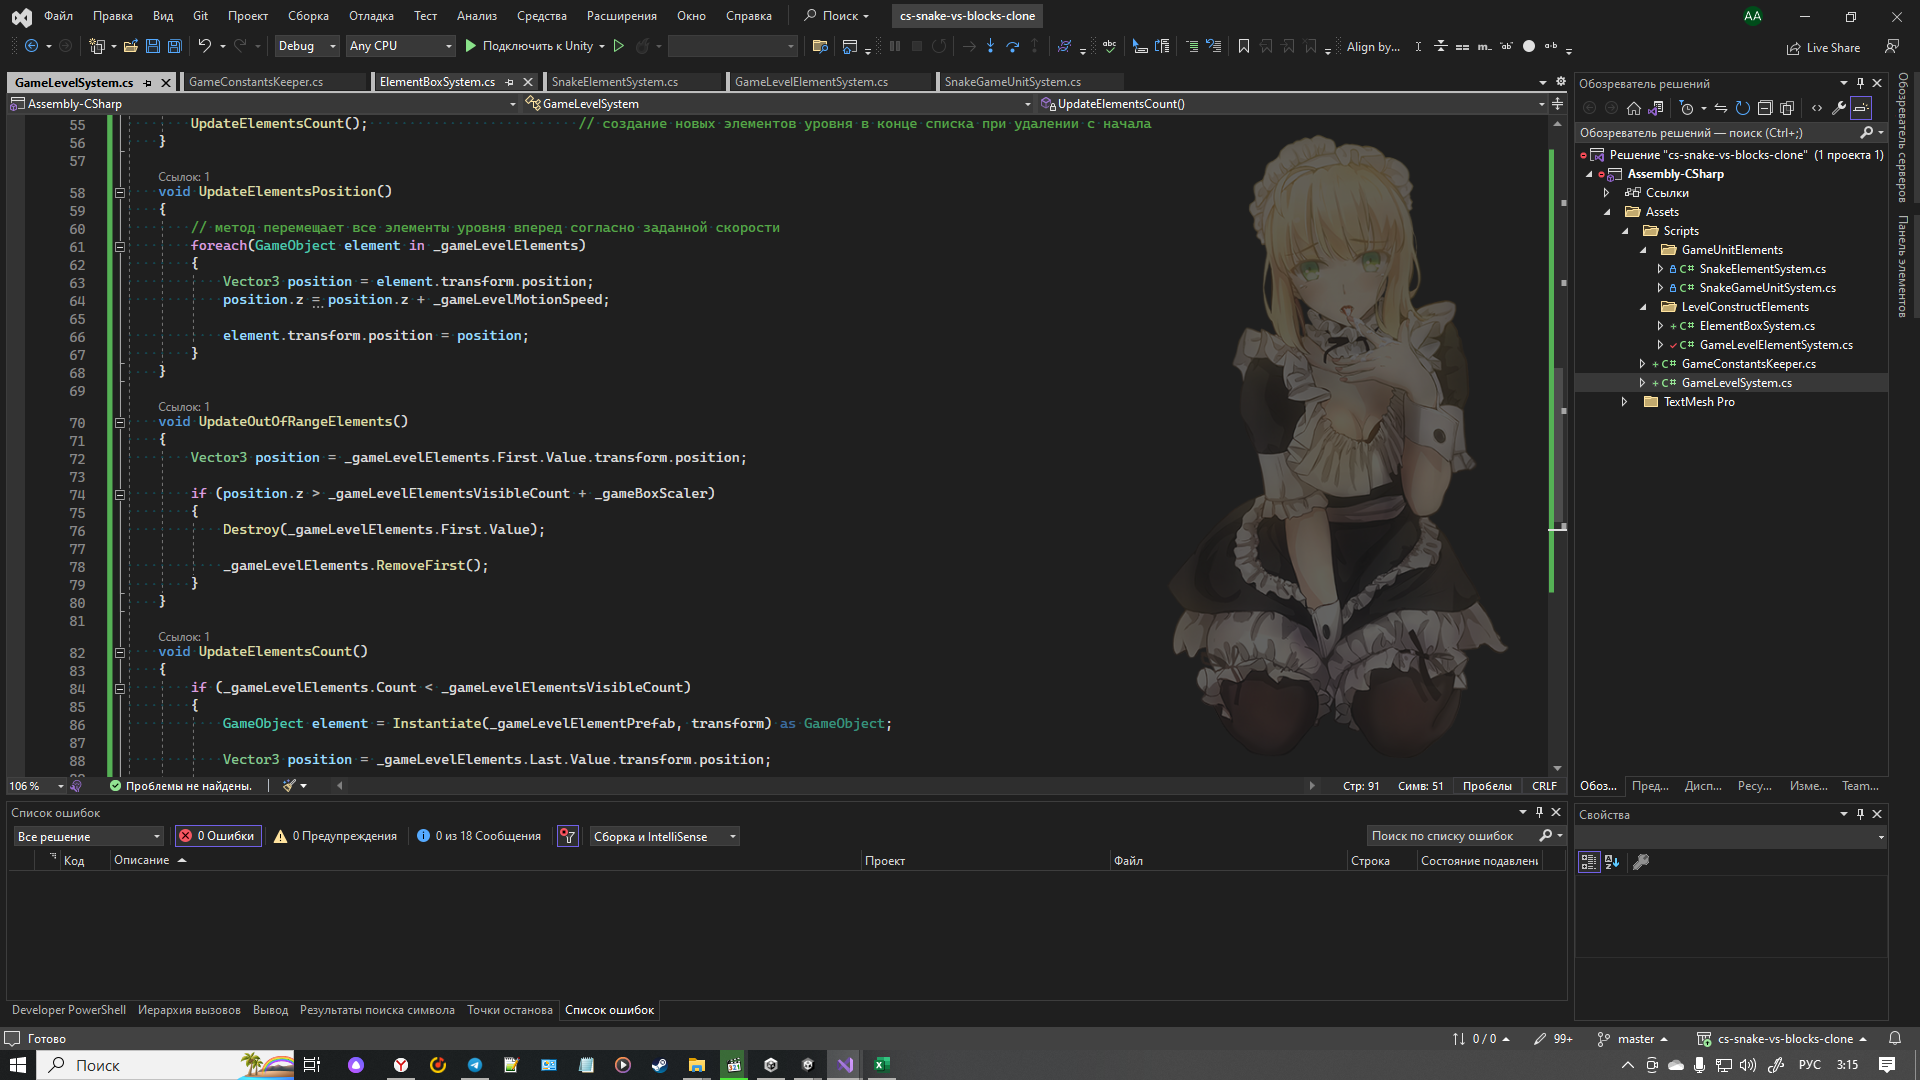 Файл Правка Вид Git Проект Сборка Отладка Тест Анализ Средства Расширения Окно Справка Поиск cs-snake-vs-blocks-clone AA
Debug Any CPU Подключить к Unity Align by... Live Share
GameLevelSystem.cs GameConstantsKeeper.cs ElementBoxSystem.cs SnakeElementSystem.cs GameLevelElementSystem.cs SnakeGameUnitSystem.cs
Assembly-CSharp GameLevelSystem UpdateElementsCount()
55 UpdateElementsCount(); // создание новых элементов уровня в конце списка при удалении с начала
56 }
57
Ссылок: 1
58 void UpdateElementsPosition()
59 {
60 // метод перемещает все элементы уровня вперед согласно заданной скорости
61 foreach(GameObject element in _gameLevelElements)
62 {
63 Vector3 position = element.transform.position;
64 position.z = position.z + _gameLevelMotionSpeed;
65
66 element.transform.position = position;
67 }
68 }
69
Ссылок: 1
70 void UpdateOutOfRangeElements()
71 {
72 Vector3 position = _gameLevelElements.First.Value.transform.position;
73
74 if (position.z > _gameLevelElementsVisibleCount + _gameBoxScaler)
75 {
76 Destroy(_gameLevelElements.First.Value);
77
78 _gameLevelElements.RemoveFirst();
79 }
80 }
81
Ссылок: 1
82 void UpdateElementsCount()
83 {
84 if (_gameLevelElements.Count < _gameLevelElementsVisibleCount)
85 {
86 GameObject element = Instantiate(_gameLevelElementPrefab, transform) as GameObject;
87
88 Vector3 position = _gameLevelElements.Last.Value.transform.position;
106 % Проблемы не найдены. Стр: 91 Симв: 51 Пробелы CRLF
Список ошибок
Все решение 0 Ошибки 0 Предупреждения 0 из 18 Сообщения Сборка и IntelliSense Поиск по списку ошибок
Код Описание Проект Файл Строка Состояние подавлени
Developer PowerShell Иерархия вызовов Вывод Результаты поиска символа Точки останова Список ошибок
Обозреватель решений
Обозреватель решений — поиск (Ctrl+;)
Решение "cs-snake-vs-blocks-clone" (1 проекта 1)
Assembly-CSharp
Ссылки
Assets
Scripts
GameUnitElements
C# SnakeElementSystem.cs
C# SnakeGameUnitSystem.cs
LevelConstructElements
C# ElementBoxSystem.cs
C# GameLevelElementSystem.cs
C# GameConstantsKeeper.cs
C# GameLevelSystem.cs
TextMesh Pro
Обоз... Пред... Дисп... Ресу... Изме... Team...
Свойства
Обозреватель серверов
Панель элементов
Готово 0 / 0 99+ master cs-snake-vs-blocks-clone
Поиск РУС 3:15